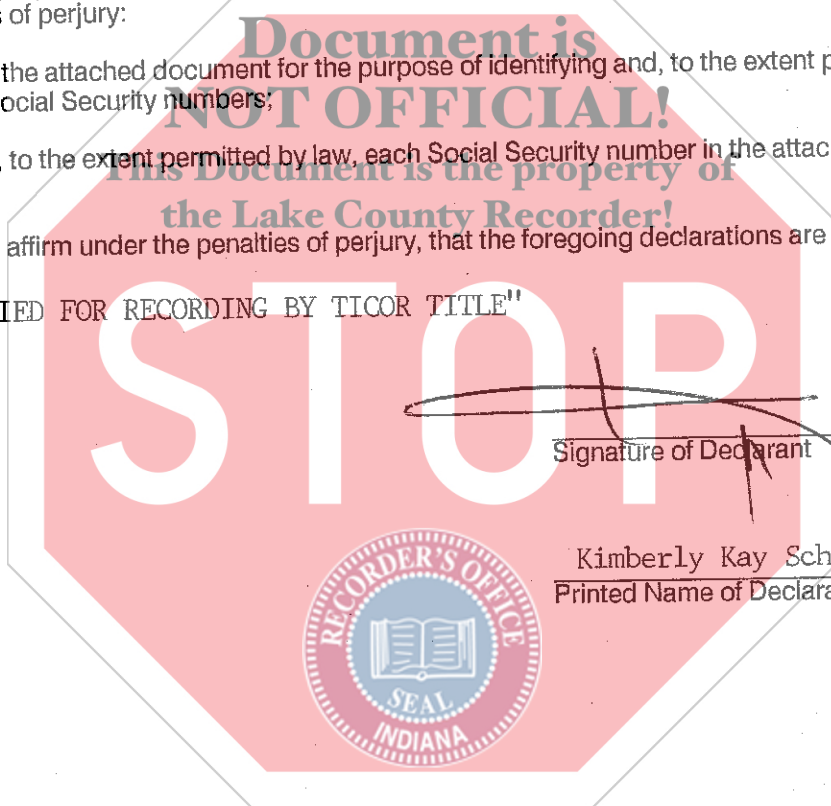 s of perjury:
Document is
the attached document for the purpose of identifying and, to the extent p
ocial Security numbers;
NOT OFFICIAL!
, to the extent permitted by law, each Social Security number in the attac
This Document is the property of
the Lake County Recorder!
affirm under the penalties of perjury, that the foregoing declarations are
IED FOR RECORDING BY TICOR TITLE"
STOP
Signature of Declarant
Kimberly Kay Sch
Printed Name of Declara
RECORDER'S OFFICE
SEAL
INDIANA